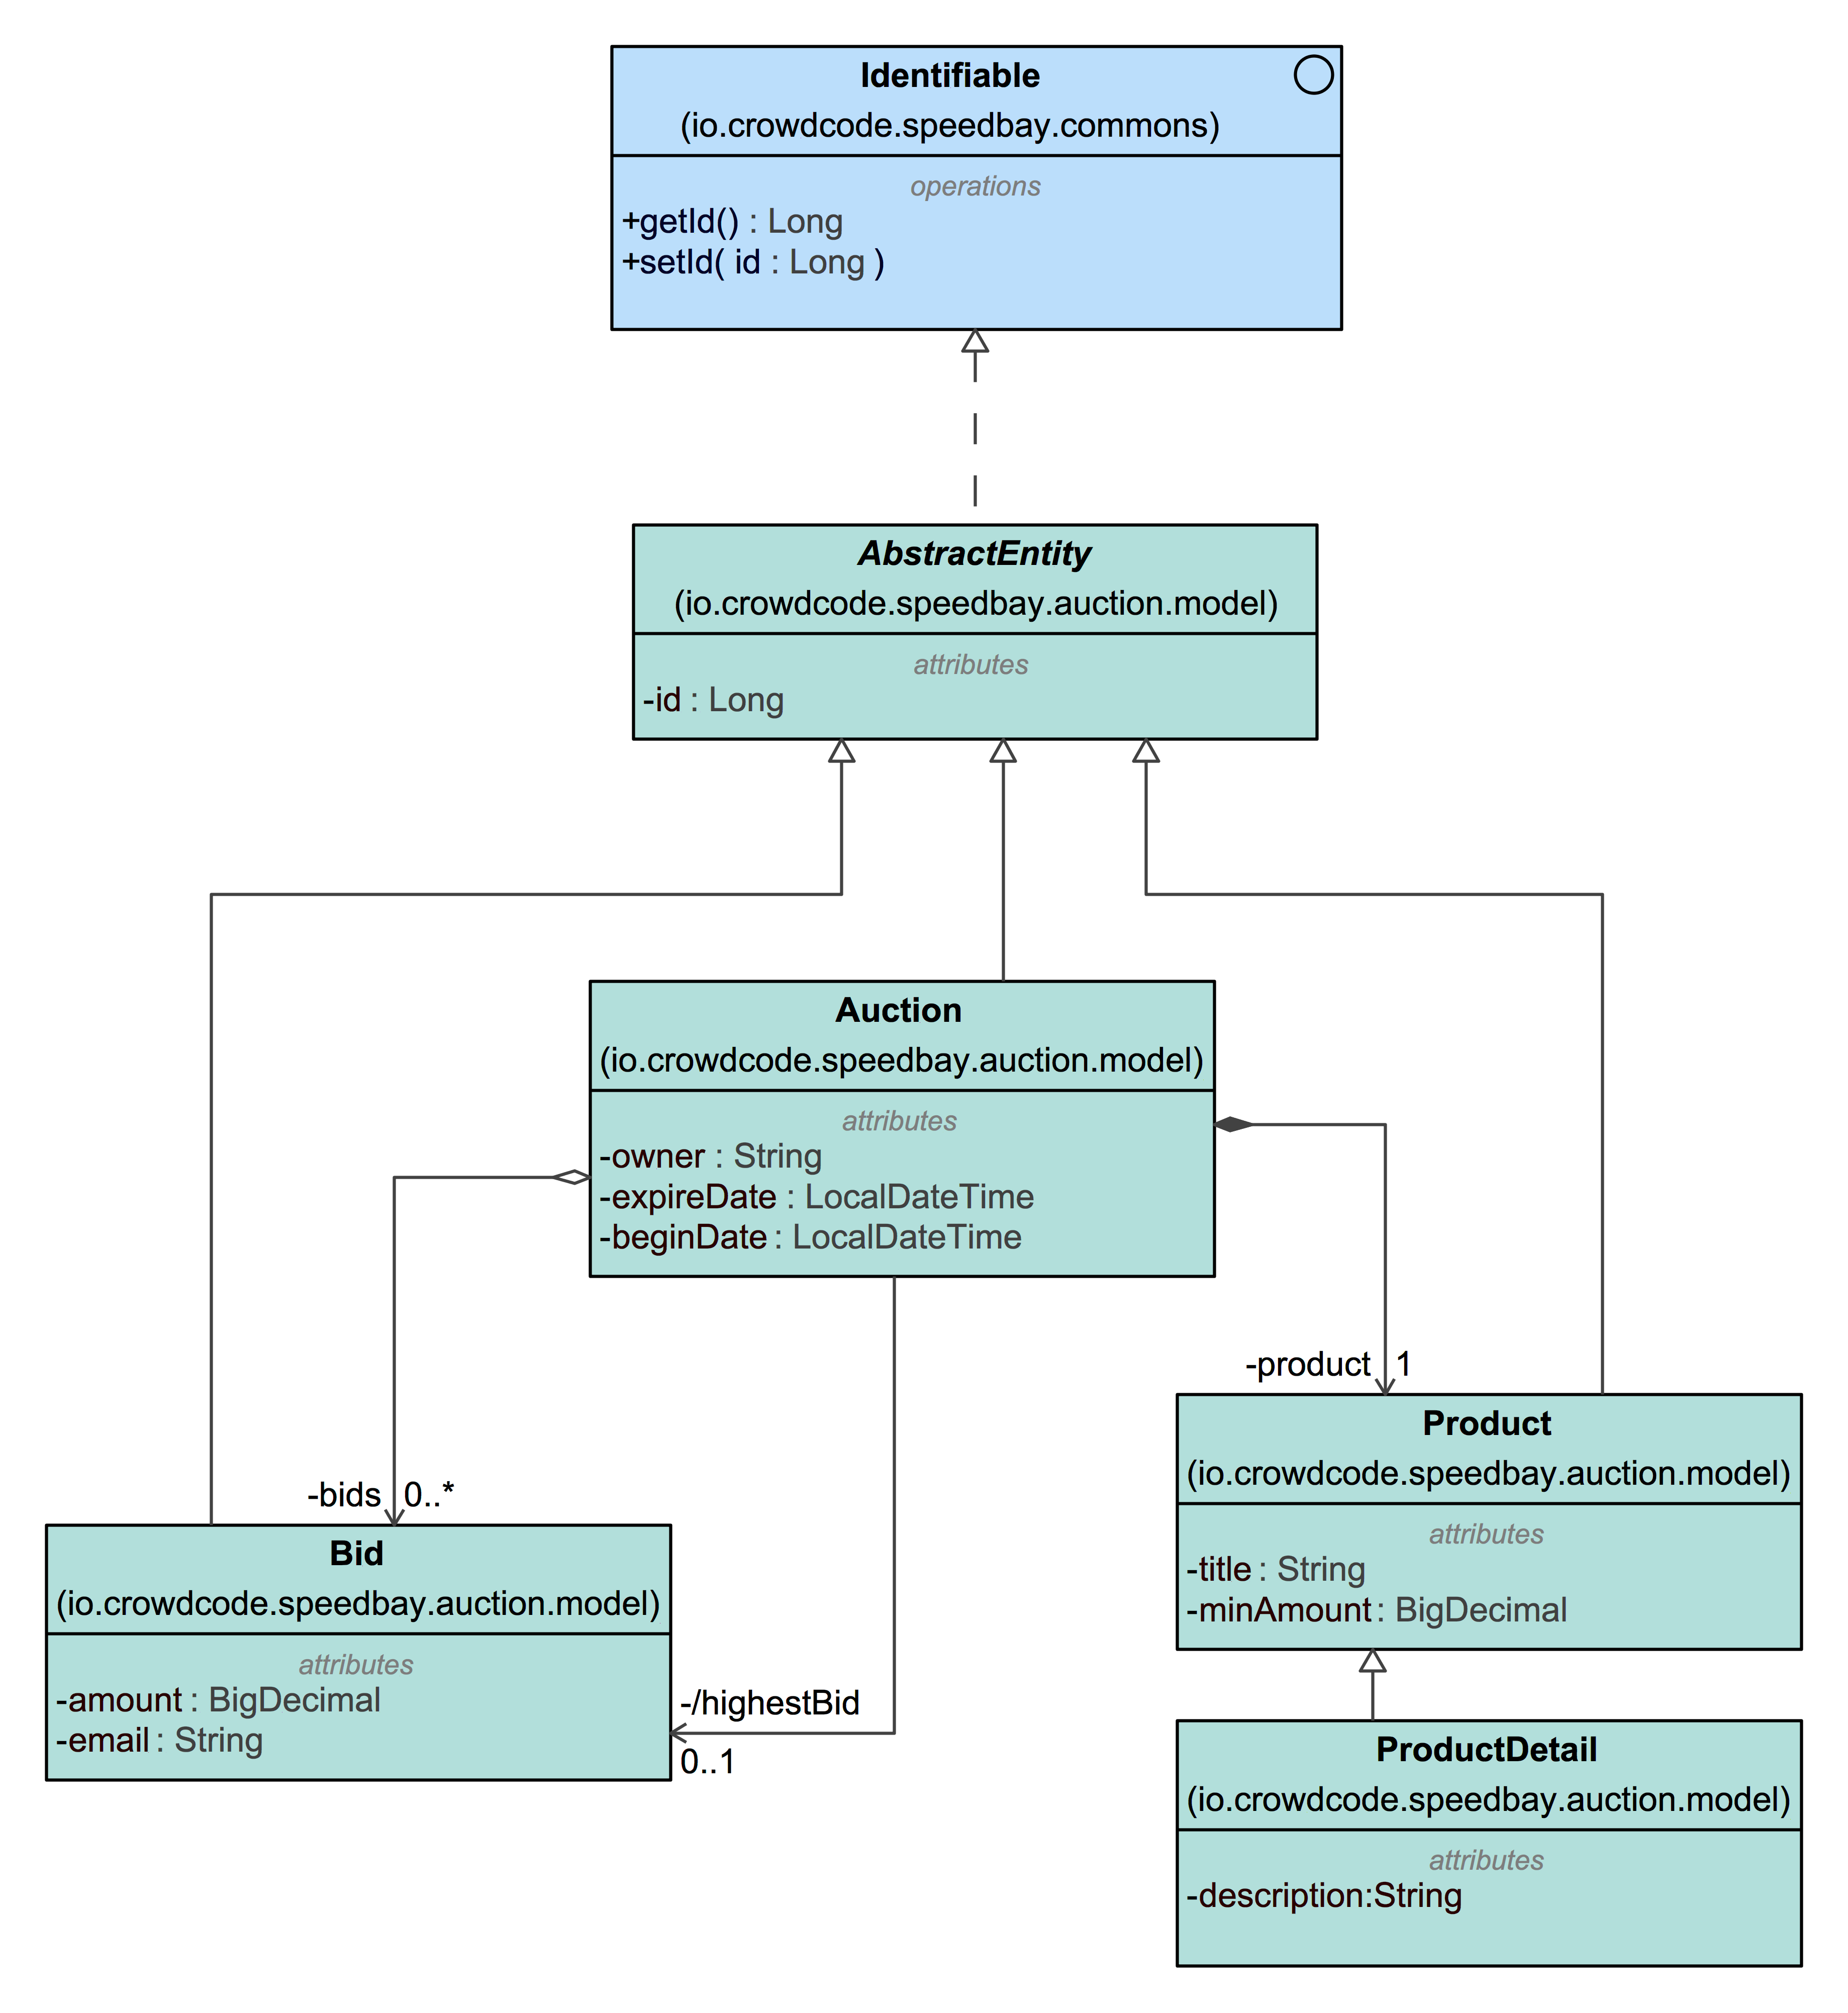 Identifiable
(io.crowdcode.speedbay.commons)
operations
+getId() : Long
+setId( id : Long )
AbstractEntity
(io.crowdcode.speedbay.auction.model)
attributes
-id : Long
Auction
(io.crowdcode.speedbay.auction.model)
attributes
-owner : String
-expireDate : LocalDateTime
-beginDate : LocalDateTime
-product 1
Product
(io.crowdcode.speedbay.auction.model)
attributes
-title : String
-minAmount : BigDecimal
-bids 0..*
Bid
(io.crowdcode.speedbay.auction.model)
attributes
-amount : BigDecimal
-email : String
-/highestBid
0..1
ProductDetail
(io.crowdcode.speedbay.auction.model)
attributes
-description:String